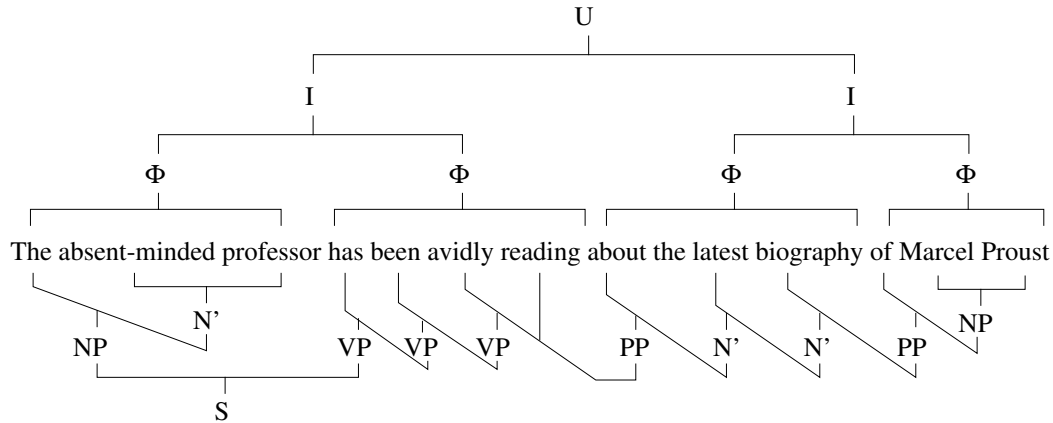 U
I I
Φ Φ Φ Φ
The absent-minded professor has been avidly reading about the latest biography of Marcel Proust
N' NP
NP VP VP VP PP N' N' PP
S